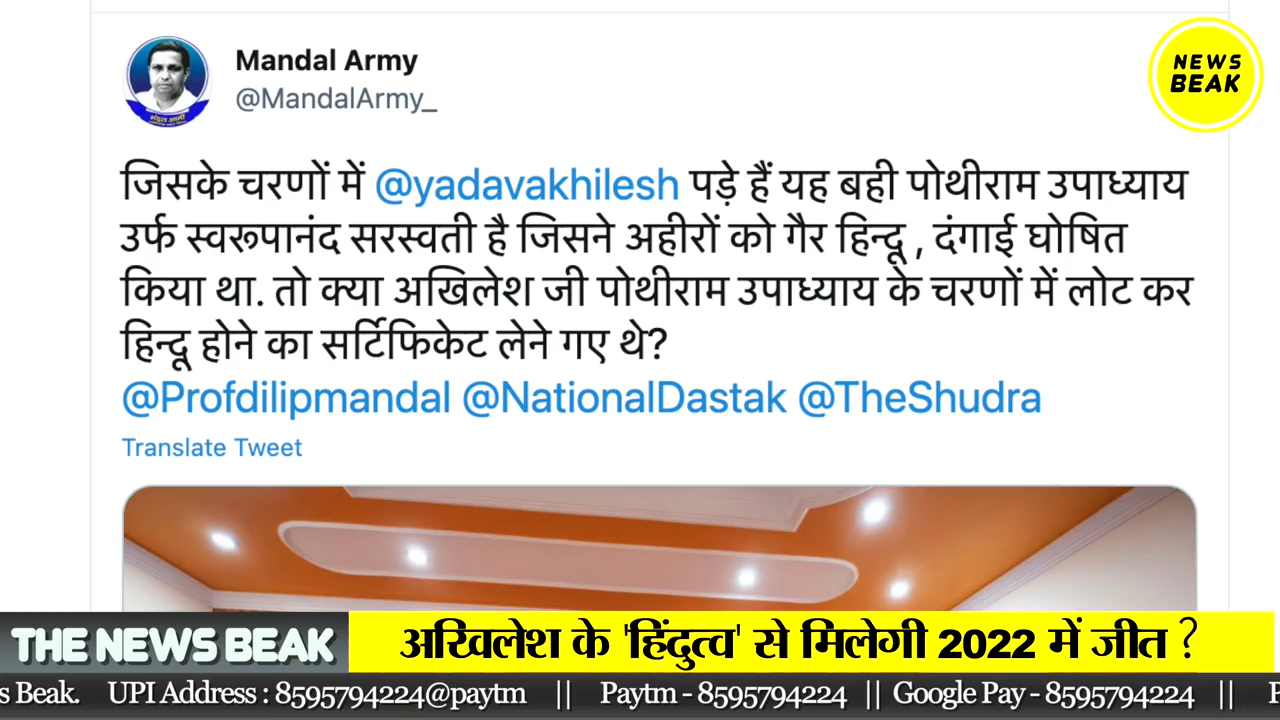 Mandal Army
@MandalArmy_
NEWS
BEAK
जिसके चरणों में @yadavakhilesh पड़े हैं यह बही पोथीराम उपाध्याय
उर्फ स्वरूपानंद सरस्वती है जिसने अहीरों को गैर हिन्दू , दंगाई घोषित
किया था. तो क्या अखिलेश जी पोथीराम उपाध्याय के चरणों में लोट कर
हिन्दू होने का सर्टिफिकेट लेने गए थे?
@Profdilipmandal @NationalDastak @TheShudra
Translate Tweet
THE NEWS BEAK
अखिलेश के 'हिंदुत्व' से मिलेगी 2022 में जीत ?
s Beak. UPI Address : 8595794224@paytm || Paytm - 8595794224 || Google Pay - 8595794224 ||